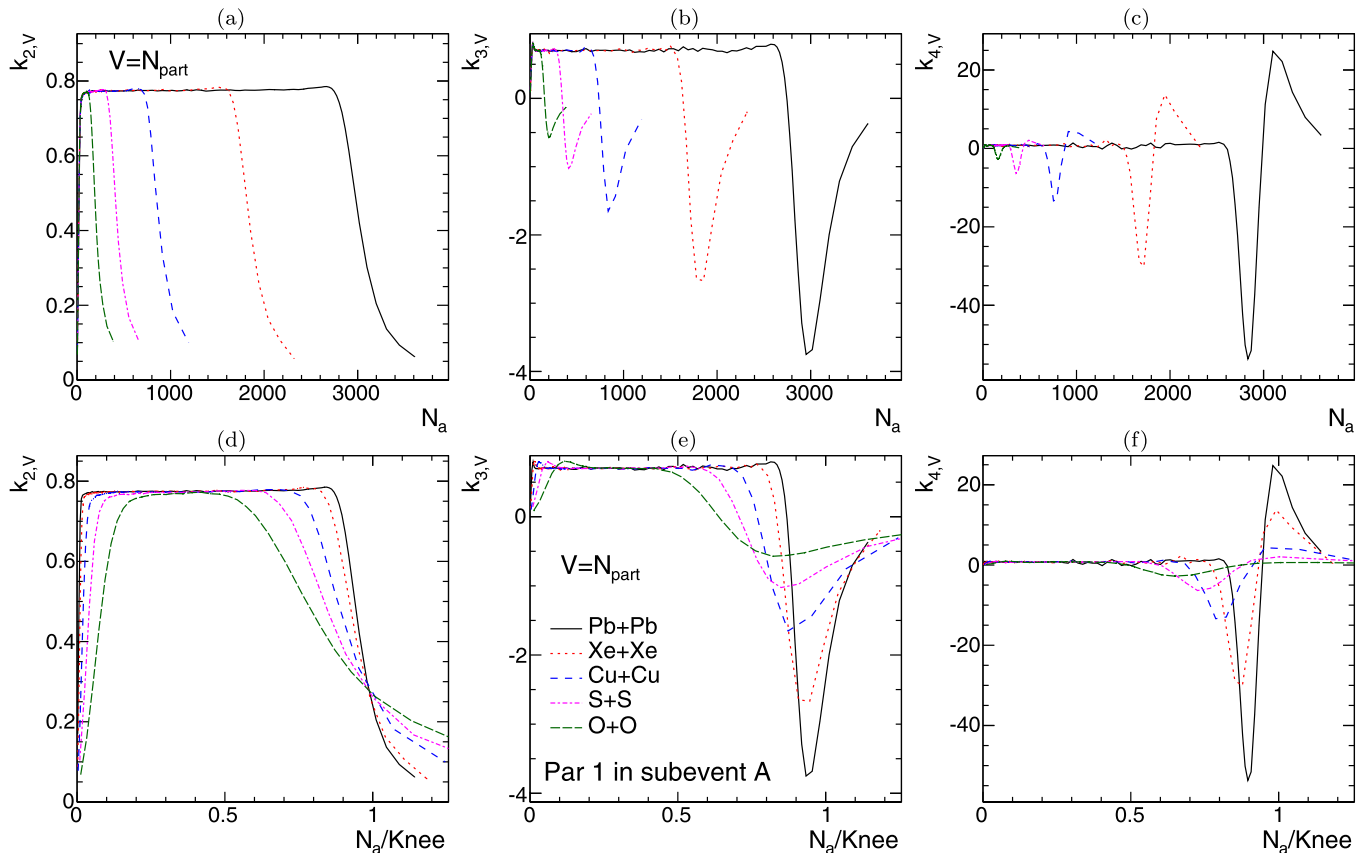 (a)
k2,V
V=Npart
0.8
0.6
0.4
0.2
0
0 1000 2000 3000
Na
(b)
k3,V
0
−2
−4
0 1000 2000 3000
Na
(c)
k4,V
20
0
−20
−40
0 1000 2000 3000
Na
(d)
k2,V
0.8
0.6
0.4
0.2
0
0 0.5 1
Na/Knee
(e)
k3,V
0
−2
−4
V=Npart
Pb+Pb
Xe+Xe
Cu+Cu
S+S
O+O
Par 1 in subevent A
0 0.5 1
Na/Knee
(f)
k4,V
20
0
−20
−40
0 0.5 1
Na/Knee